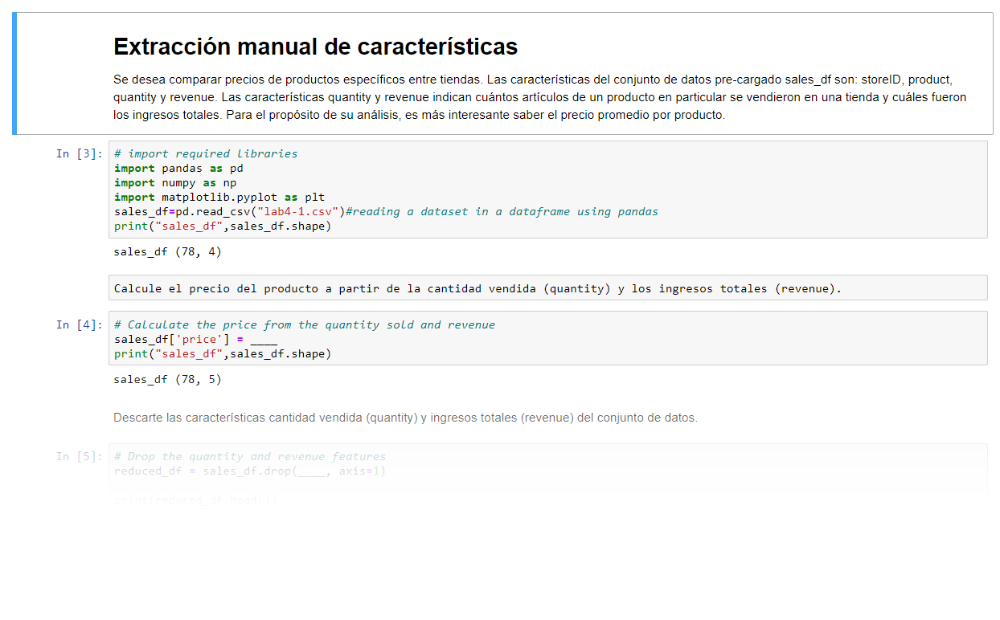 Extracción manual de características
Se desea comparar precios de productos específicos entre tiendas. Las características del conjunto de datos pre-cargado sales_df son: storeID, product,
quantity y revenue. Las características quantity y revenue indican cuántos artículos de un producto en particular se vendieron en una tienda y cuáles fueron
los ingresos totales. Para el propósito de su análisis, es más interesante saber el precio promedio por producto.
In [3]: # import required libraries
import pandas as pd
import numpy as np
import matplotlib.pyplot as plt
sales_df=pd.read_csv("lab4-1.csv")#reading a dataset in a dataframe using pandas
print("sales_df",sales_df.shape)
sales_df (78, 4)
Calcule el precio del producto a partir de la cantidad vendida (quantity) y los ingresos totales (revenue).
In [4]: # Calculate the price from the quantity sold and revenue
sales_df['price'] = ____
print("sales_df",sales_df.shape)
sales_df (78, 5)
Descarte las características cantidad vendida (quantity) y ingresos totales (revenue) del conjunto de datos.
In [5]: # Drop the quantity and revenue features
reduced_df = sales_df.drop(____, axis=1)
print(reduced_df.head())